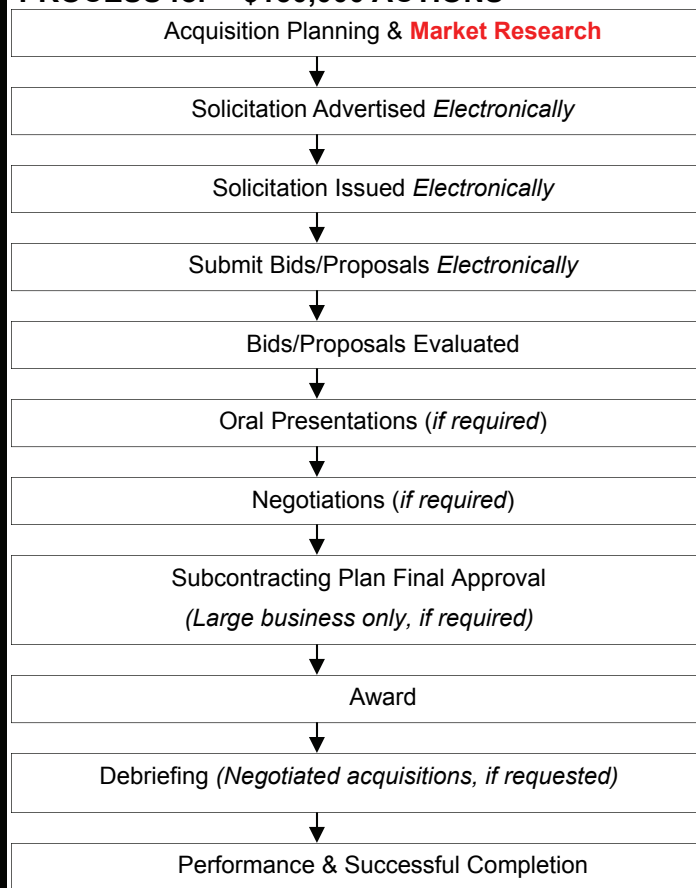 Acquisition Planning & Market Research
Solicitation Advertised Electronically
Solicitation Issued Electronically
Submit Bids/Proposals Electronically
Bids/Proposals Evaluated
Oral Presentations (if required)
Negotiations (if required)
Subcontracting Plan Final Approval
(Large business only, if required)
Award
Debriefing (Negotiated acquisitions, if requested)
Performance & Successful Completion